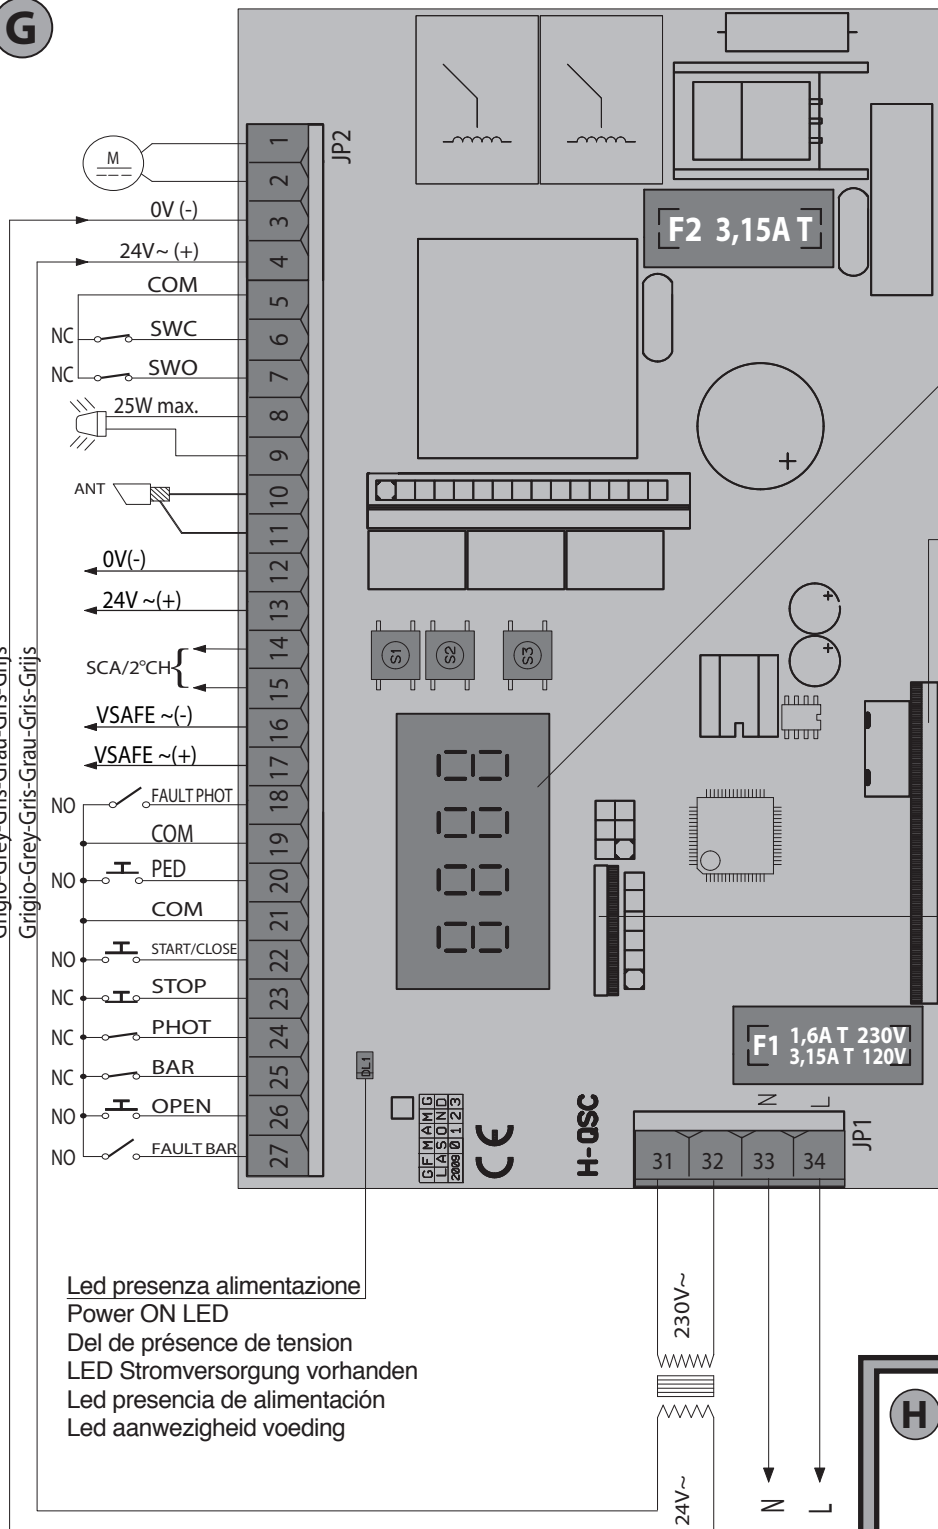 G
JP2
1
2
3
4
5
6
7
8
9
10
11
12
13
14
15
16
17
18
19
20
21
22
23
24
25
26
27
M
0V (-)
24V~ (+)
COM
NC SWC
NC SWO
25W max.
ANT
0V(-)
24V ~(+)
SCA/2°CH
VSAFE ~(-)
VSAFE ~(+)
NO FAULT PHOT
COM
NO PED
COM
NO START/CLOSE
NC STOP
NC PHOT
NC BAR
NO OPEN
NO FAULT BAR
Grigio-Grey-Gris-Grau-Gris-Grijs
Grigio-Grey-Gris-Grau-Gris-Grijs
F2 3,15A T
+
+
+
S1 S2 S3
F1 1,6A T 230V
3,15A T 120V
DL1
G F M A M G
L A S O N D
2009 0 1 2 3
CE
H-QSC
N L
31 32 33 34
JP1
230V~
24V~
N L
Led presenza alimentazione
Power ON LED
Del de présence de tension
LED Stromversorgung vorhanden
Led presencia de alimentación
Led aanwezigheid voeding
H